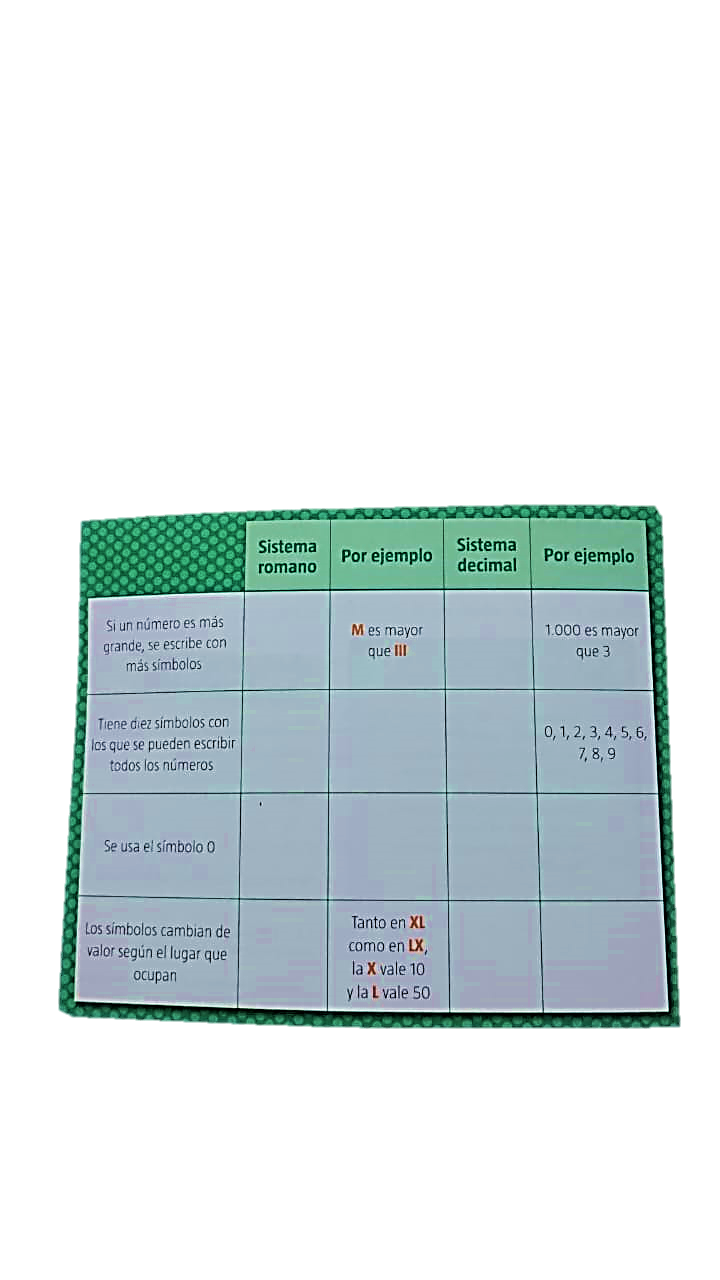 Sistema
romano
Por ejemplo
Sistema
decimal
Por ejemplo
Si un número es más
grande, se escribe con
más símbolos
M es mayor
que III
1.000 es mayor
que 3
Tiene diez símbolos con
los que se pueden escribir
todos los números
0, 1, 2, 3, 4, 5, 6,
7, 8, 9
Se usa el símbolo 0
Los símbolos cambian de
valor según el lugar que
ocupan
Tanto en XL
como en LX,
la X vale 10
y la L vale 50